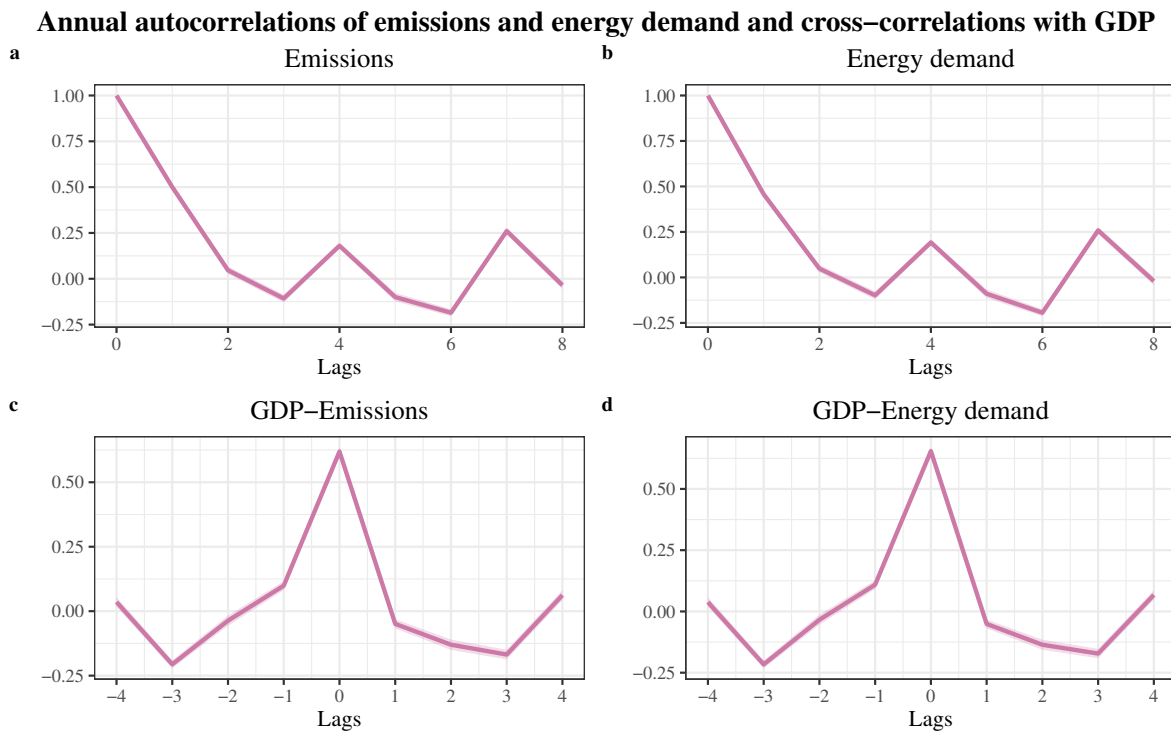 Annual autocorrelations of emissions and energy demand and cross−correlations with GDP
a
Emissions
1.00
0.75
0.50
0.25
0.00
−0.25
0 2 4 6 8
Lags
b
Energy demand
1.00
0.75
0.50
0.25
0.00
−0.25
0 2 4 6 8
Lags
c
GDP−Emissions
0.50
0.25
0.00
−0.25
−4 −3 −2 −1 0 1 2 3 4
Lags
d
GDP−Energy demand
0.50
0.25
0.00
−0.25
−4 −3 −2 −1 0 1 2 3 4
Lags